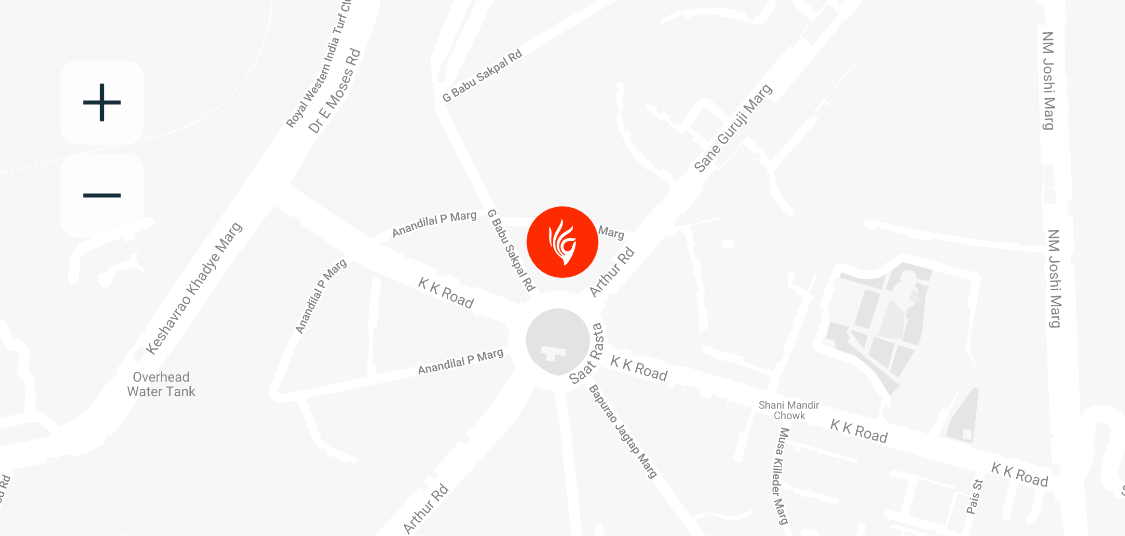 Royal Western India Turf Cl
Dr E Moses Rd
G Babu Sakpal Rd
Sane Guruji Marg
NM Joshi Marg
Anandilal P Marg
G Babu Sakpal Rd
Marg
Arthur Rd
Keshavrao Khadye Marg
Anandilal P Marg
K K Road
NM Joshi Marg
Saat Rasta
Anandilal P Marg
K K Road
Overhead
Water Tank
Bapurao Jagtap Marg
Shani Mandir
Chowk
K K Road
Musa Killeder Marg
K K Road
Pais St
Arthur Rd
Rd